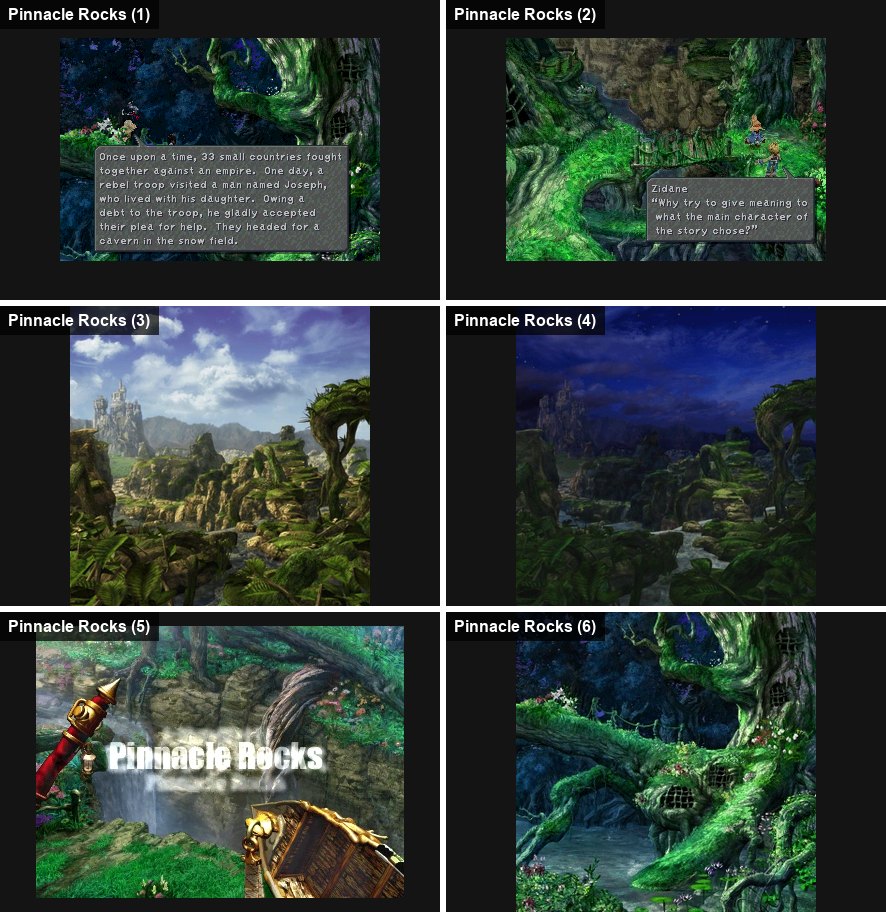 Pinnacle Rocks (1)
Once upon a time, 33 small countries fought
together against an empire. One day, a
rebel troop visited a man named Joseph,
who lived with his daughter. Owing a
debt to the troop, he gladly accepted
their plea for help. They headed for a
cavern in the snow field.
Pinnacle Rocks (2)
Zidane
“Why try to give meaning to
what the main character of
the story chose?”
Pinnacle Rocks (3)
Pinnacle Rocks (4)
Pinnacle Rocks (5)
Pinnacle Rocks
Pinnacle Rocks (6)